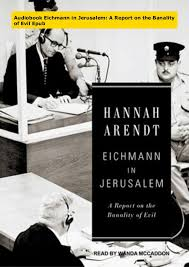 Audiobook Eichmann in Jerusalem: A Report on the Banality
of Evil Epub
HANNAH
ARENDT
EICHMANN
IN
JERUSALEM
A Report on the
Banality of Evil
READ BY WANDA MCCADDON